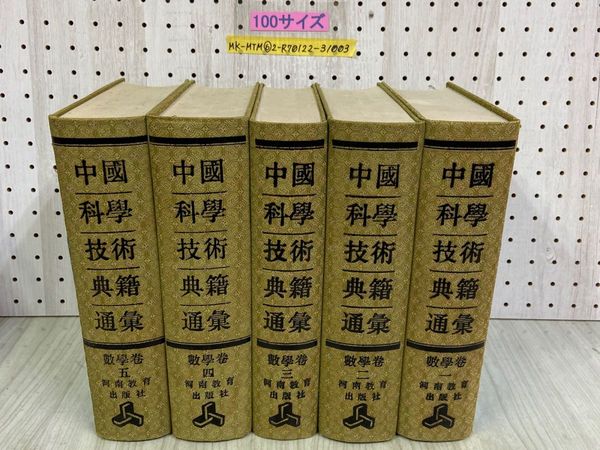 100サイズ
MK-MTM⑥2-R70122-31003
中國
科學
技術
典籍
通彙
數學卷
五
河南教育
出版社
中國
科學
技術
典籍
通彙
數學卷
四
河南教育
出版社
中國
科學
技術
典籍
通彙
數學卷
三
河南教育
出版社
中國
科學
技術
典籍
通彙
數學卷
二
河南教育
出版社
中國
科學
技術
典籍
通彙
數學卷
一
河南教育
出版社